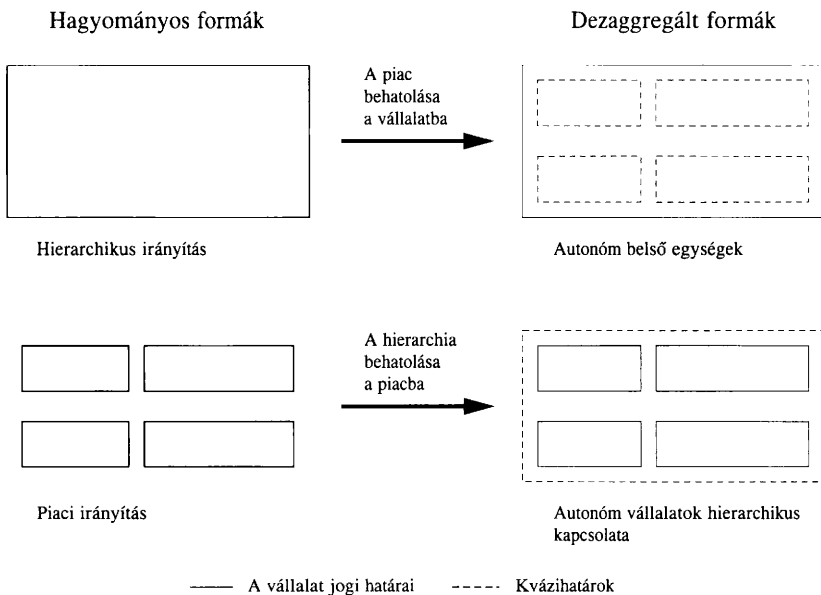 Hagyományos formák
Dezaggregált formák
A piac
behatolása
a vállalatba
Hierarchikus irányítás
Autonóm belső egységek
A hierarchia
behatolása
a piacba
Piaci irányítás
Autonóm vállalatok hierarchikus
kapcsolata
A vállalat jogi határai
Kvázihatárok